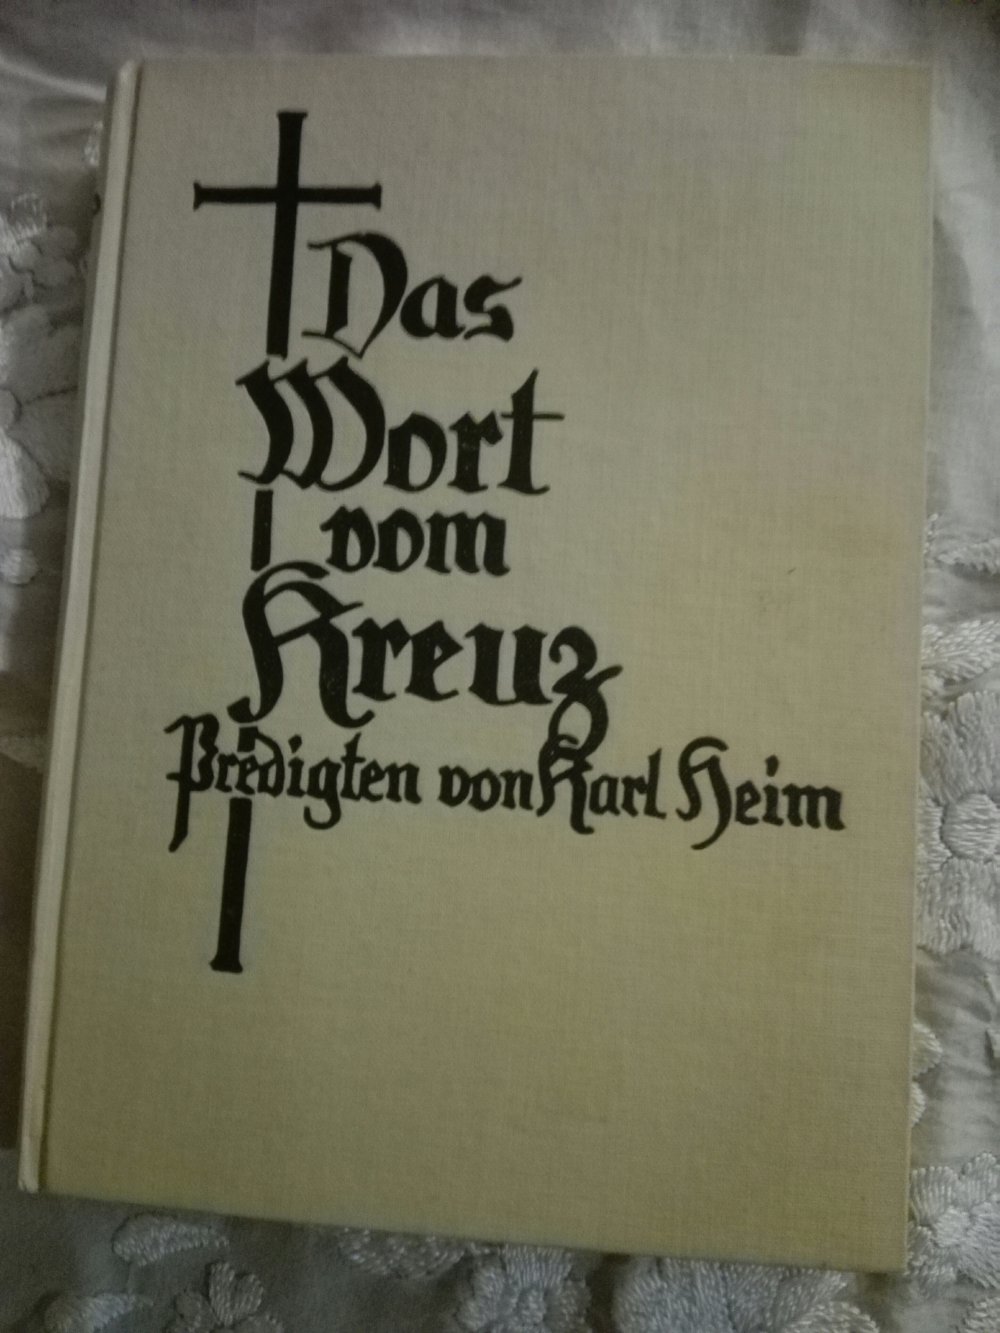 Das
Wort
vom
Kreuz
Predigten von Karl Heim